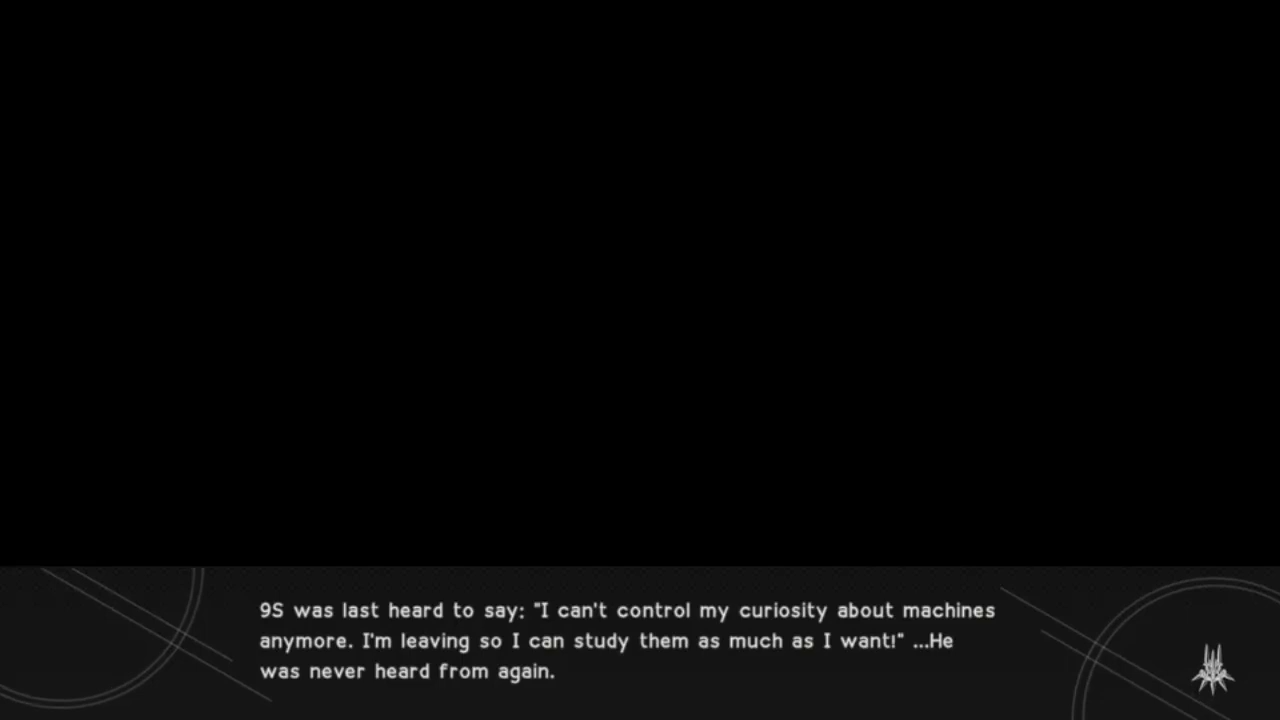 9S was last heard to say: "I can't control my curiosity about machines
anymore. I'm leaving so I can study them as much as I want!" ...He
was never heard from again.